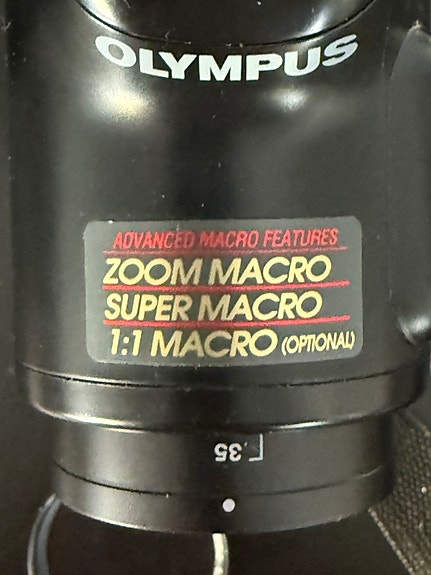 OLYMPUS
ADVANCED MACRO FEATURES
ZOOM MACRO
SUPER MACRO
1:1 MACRO (OPTIONAL)
35